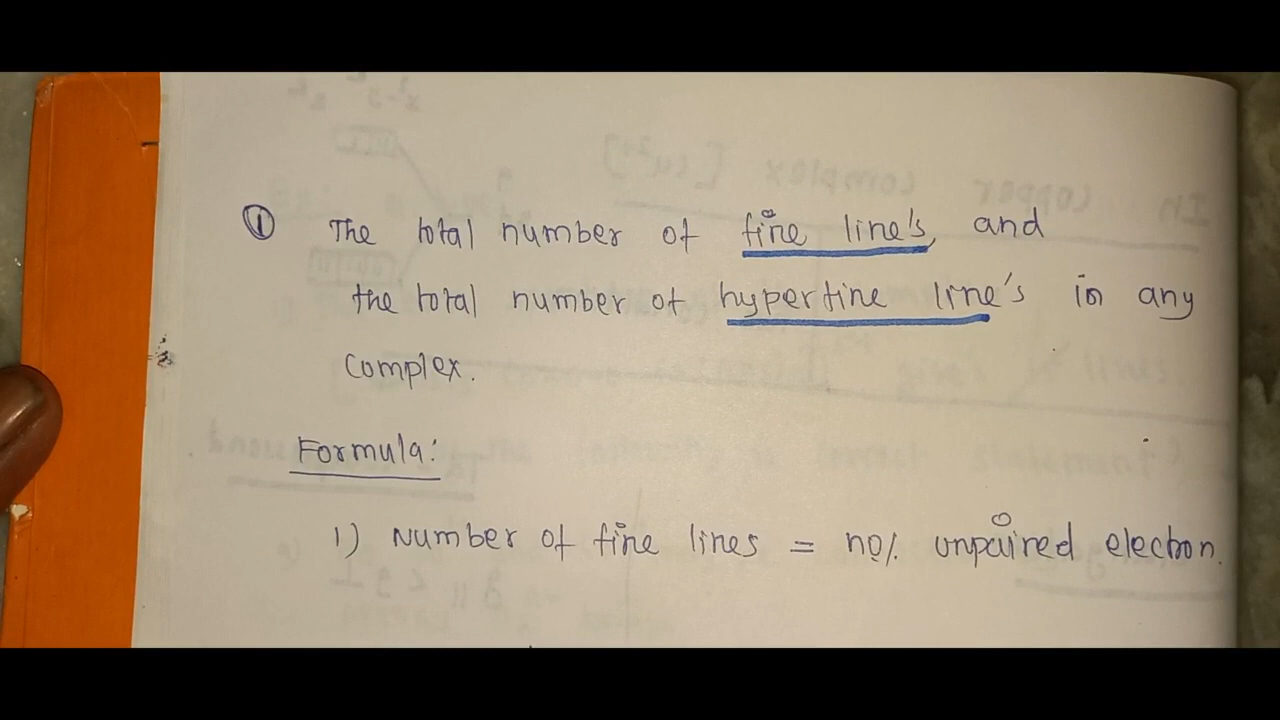 ① The total number of fine line's, and
the total number of hyperfine line's in any
complex.
Formula:
1) Number of fine lines = no/. unpaired electron.